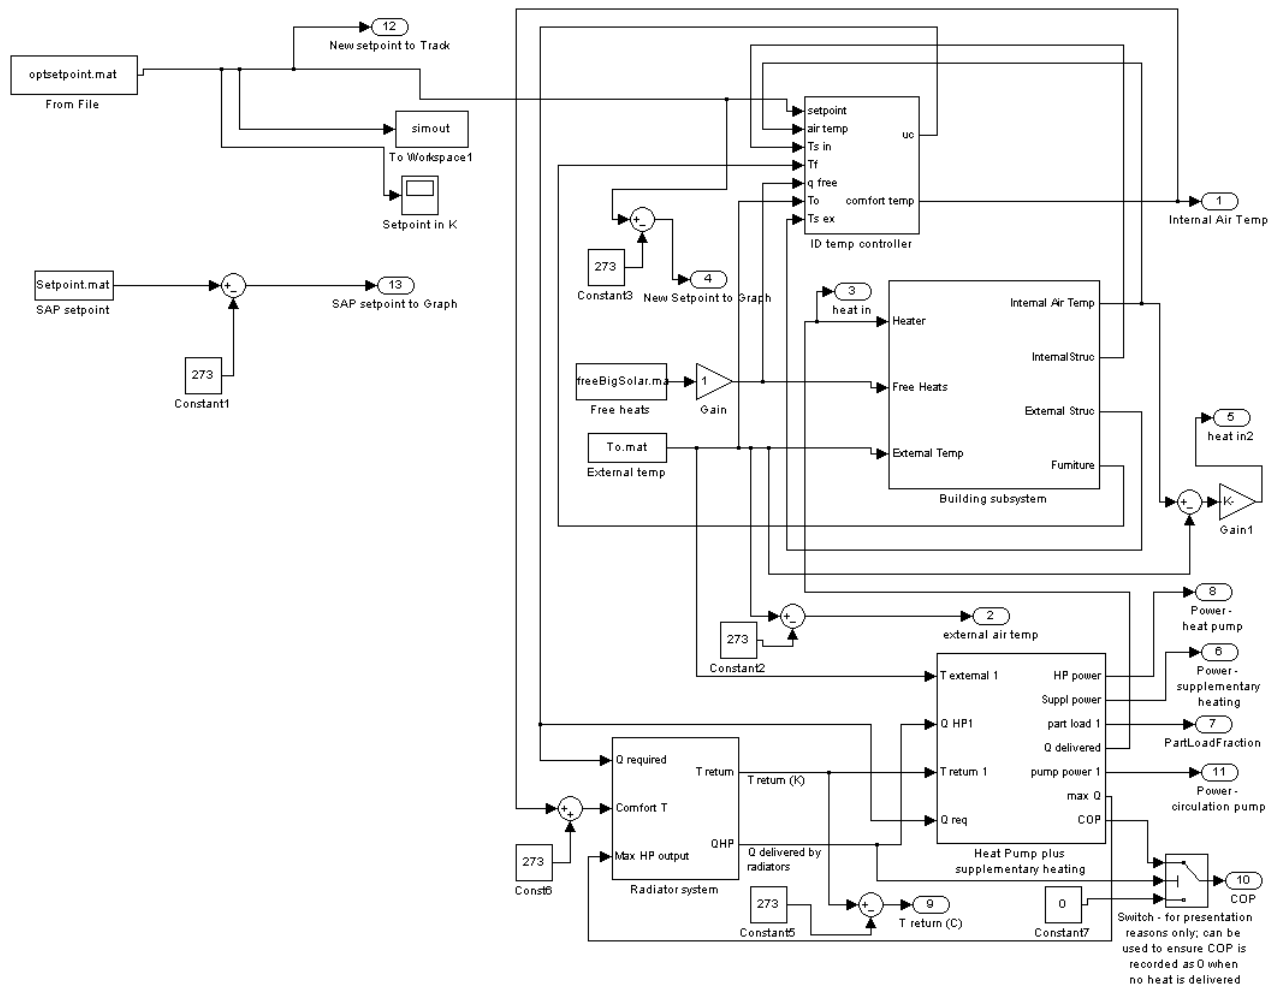 12
New setpoint to Track
optsetpoint.mat
From File
simout
To Workspace1
Setpoint in K
setpoint
air temp
Ts in
Tf
q free
To
Ts ex
uc
comfort temp
ID temp controller
1
Internal Air Temp
+
−
273
Constant3
4
New Setpoint to Graph
Setpoint.mat
SAP setpoint
+
−
13
SAP setpoint to Graph
273
Constant1
3
heat in
Heater
Free Heats
External Temp
Internal Air Temp
InternalStruc
External Struc
Furniture
Building subsystem
freeBigSolar.ma
Free heats
1
Gain
To.mat
External temp
5
heat in2
+
−
-K-
Gain1
+
−
273
Constant2
2
external air temp
8
Power -
heat pump
6
Power -
supplementary
heating
7
PartLoadFraction
11
Power -
circulation pump
T external 1
Q HP1
T return 1
Q req
HP power
Suppl power
part load 1
Q delivered
pump power 1
max Q
COP
Heat Pump plus
supplementary heating
Q required
Comfort T
Max HP output
T return
QHP
Radiator system
T return (K)
Q delivered by
radiators
+
+
273
Const6
273
Constant5
+
−
9
T return (C)
0
Constant7
10
COP
Switch - for presentation
reasons only; can be
used to ensure COP is
recorded as 0 when
no heat is delivered